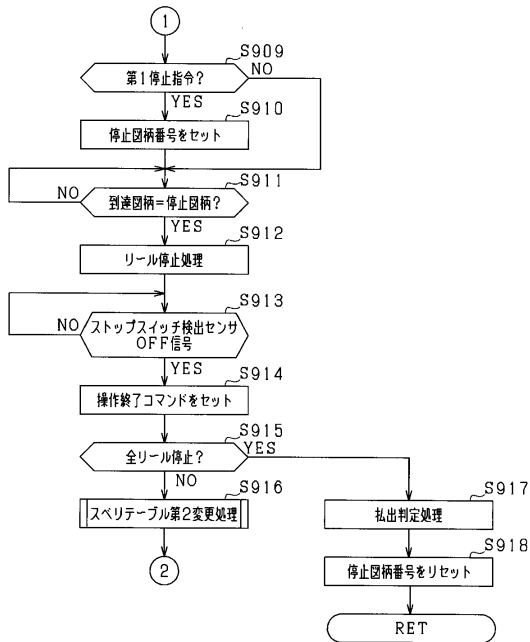 1
S909
第1停止指令?
NO
YES
S910
停止図柄番号をセット
S911
NO
到達図柄=停止図柄?
YES
S912
リール停止処理
S913
NO
ストップスイッチ検出センサ
OFF信号
YES
S914
操作終了コマンドをセット
S915
全リール停止?
YES
NO
S916
スベリテーブル第2変更処理
2
S917
払出判定処理
S918
停止図柄番号をリセット
RET